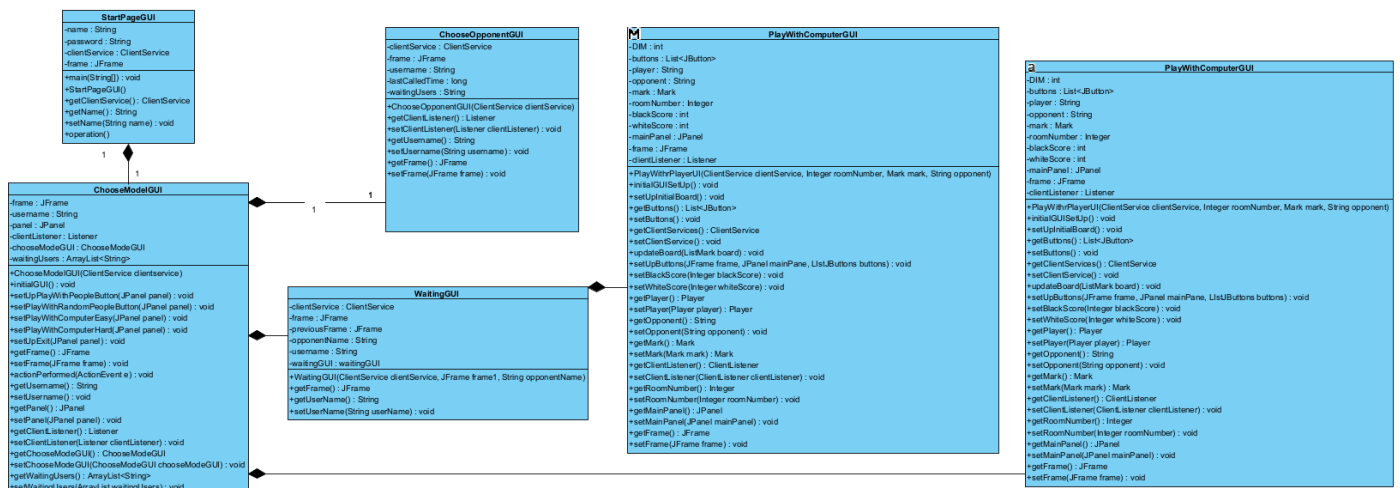 StartPageGUI
-name : String
-password : String
-clientService : ClientService
-frame : JFrame
+main(String[]) : void
+StartPageGUI()
+getClientService() : ClientService
+getName() : String
+setName(String name) : void
+operation()
1
1
ChooseModelGUI
-frame : JFrame
-username : String
-panel : JPanel
-clientListener : Listener
-chooseModeGUI : ChooseModeGUI
-waitingUsers : ArrayList<String>
+ChooseModelGUI(ClientService dientservice)
+initialGUI() : void
+setUpPlayWithPeopleButton(JPanel panel) : void
+setPlayWithRandomPeopleButton(JPanel panel) : void
+setPlayWithComputerEasy(JPanel panel) : void
+setPlayWithComputerHard(JPanel panel) : void
+setUpExit(JPanel panel) : void
+getFrame() : JFrame
+setFrame(JFrame frame) : void
+actionPerformed(ActionEvent e) : void
+getUsername() : String
+setUsername() : void
+getPanel() : JPanel
+setPanel(JPanel panel) : void
+getClientListener() : Listener
+setClientListener(Listener clientListener) : void
+getChooseModeGUI() : ChooseModeGUI
+setChooseModeGUI(ChooseModeGUI chooseModeGUI) : void
+getWaitingUsers() : ArrayList<String>
+setWaitingUsers(ArrayList waitingUsers) : void
1
1
ChooseOpponentGUI
-clientService : ClientService
-frame : JFrame
-username : String
-lastCalledTime : long
-waitingUsers : String
+ChooseOpponentGUI(ClientService dientService)
+getClientListener() : Listener
+setClientListener(Listener clientListener) : void
+getUsername() : String
+setUsername(String username) : void
+getFrame() : JFrame
+setFrame(JFrame frame) : void
WaitingGUI
-clientService : ClientService
-frame : JFrame
-previousFrame : JFrame
-opponentName : String
-username : String
-waitingGUI : waitingGUI
+WaitingGUI(ClientService dientService, JFrame frame1, String opponentName)
+getFrame() : JFrame
+getUserName() : String
+setUserName(String userName) : void
M
PlayWithComputerGUI
-DIM : int
-buttons : List<JButton>
-player : String
-opponent : String
-mark : Mark
-roomNumber : Integer
-blackScore : int
-whiteScore : int
-mainPanel : JPanel
-frame : JFrame
-dientListener : Listener
+PlayWithrPlayerUI(ClientService dientService, Integer roomNumber, Mark mark, String opponent)
+initialGUISetUp() : void
+setUpInitialBoard() : void
+getButtons() : List<JButton>
+setButtons() : void
+getClientServices() : ClientService
+setClientService() : void
+updateBoard(ListMark board) : void
+setUpButtons(JFrame frame, JPanel mainPane, LIstJButtons buttons) : void
+setBlackScore(Integer blackScore) : void
+setWhiteScore(Integer whiteScore) : void
+getPlayer() : Player
+setPlayer(Player player) : Player
+getOpponent() : String
+setOpponent(String opponent) : void
+getMark() : Mark
+setMark(Mark mark) : Mark
+getClientListener() : ClientListener
+setClientListener(ClientListener clientListener) : void
+getRoomNumber() : Integer
+setRoomNumber(Integer roomNumber) : void
+getMainPanel() : JPanel
+setMainPanel(JPanel mainPanel) : void
+getFrame() : JFrame
+setFrame(JFrame frame) : void
a
PlayWithComputerGUI
-DIM : int
-buttons : List<JButton>
-player : String
-opponent : String
-mark : Mark
-roomNumber : Integer
-blackScore : int
-whiteScore : int
-mainPanel : JPanel
-frame : JFrame
-clientListener : Listener
+PlayWithrPlayerUI(ClientService clientService, Integer roomNumber, Mark mark, String opponent)
+initialGUISetUp() : void
+setUpInitialBoard() : void
+getButtons() : List<JButton>
+setButtons() : void
+getClientServices() : ClientService
+setClientService() : void
+updateBoard(ListMark board) : void
+setUpButtons(JFrame frame, JPanel mainPane, LIstJButtons buttons) : void
+setBlackScore(Integer blackScore) : void
+setWhiteScore(Integer whiteScore) : void
+getPlayer() : Player
+setPlayer(Player player) : Player
+getOpponent() : String
+setOpponent(String opponent) : void
+getMark() : Mark
+setMark(Mark mark) : Mark
+getClientListener() : ClientListener
+setClientListener(ClientListener clientListener) : void
+getRoomNumber() : Integer
+setRoomNumber(Integer roomNumber) : void
+getMainPanel() : JPanel
+setMainPanel(JPanel mainPanel) : void
+getFrame() : JFrame
+setFrame(JFrame frame) : void